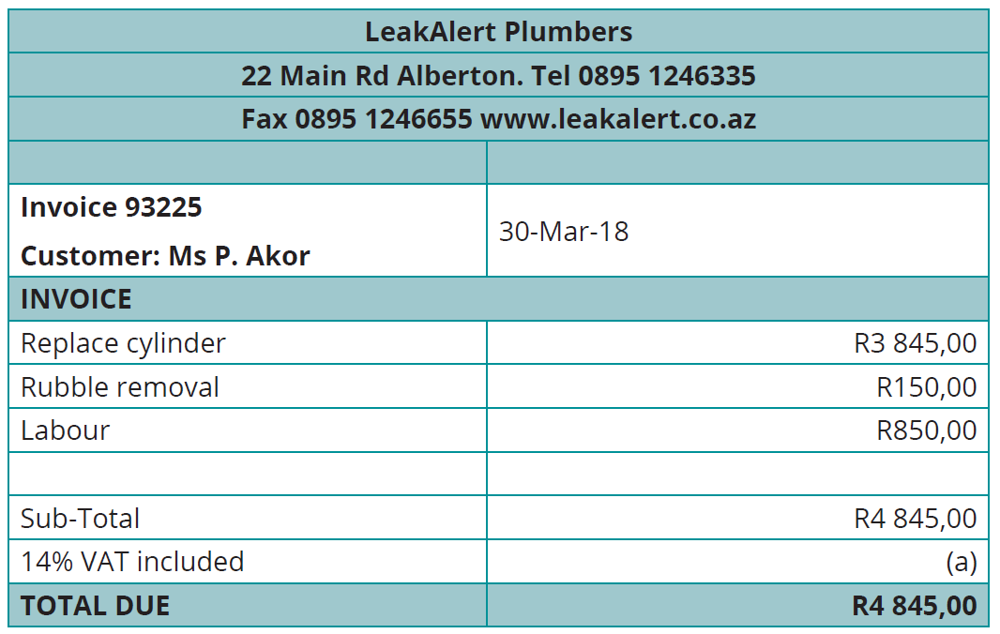 LeakAlert Plumbers
22 Main Rd Alberton. Tel 0895 1246335
Fax 0895 1246655 www.leakalert.co.az
Invoice 93225
Customer: Ms P. Akor
30-Mar-18
INVOICE
Replace cylinder R3 845,00
Rubble removal R150,00
Labour R850,00
Sub-Total R4 845,00
14% VAT included (a)
TOTAL DUE R4 845,00